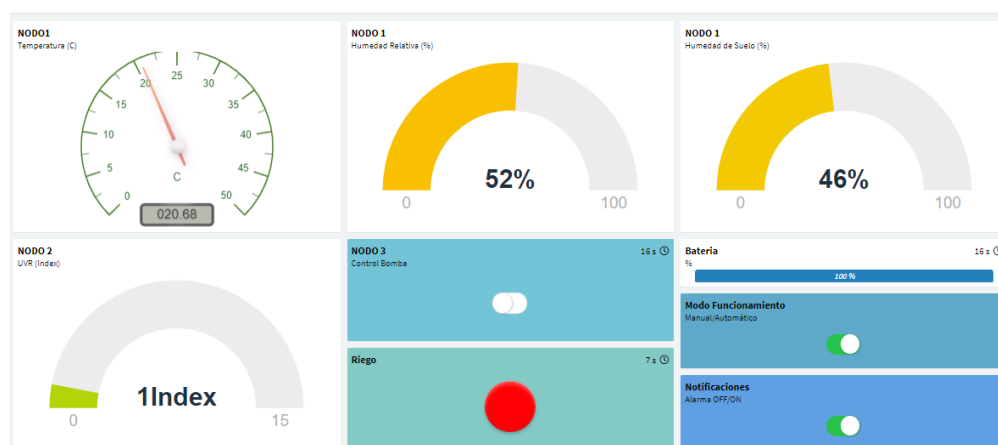 NODO1
Temperatura (C)
0
5
10
15
20
25
30
35
40
45
50
C
020.68
NODO 1
Humedad Relativa (%)
52%
0
100
NODO 1
Humedad de Suelo (%)
46%
0
100
NODO 2
UVR (Index)
1Index
0
15
NODO 3
16 s
Control Bomba
Riego
7 s
Bateria
16 s
%
100 %
Modo Funcionamiento
Manual/Automático
Notificaciones
Alarma OFF/ON